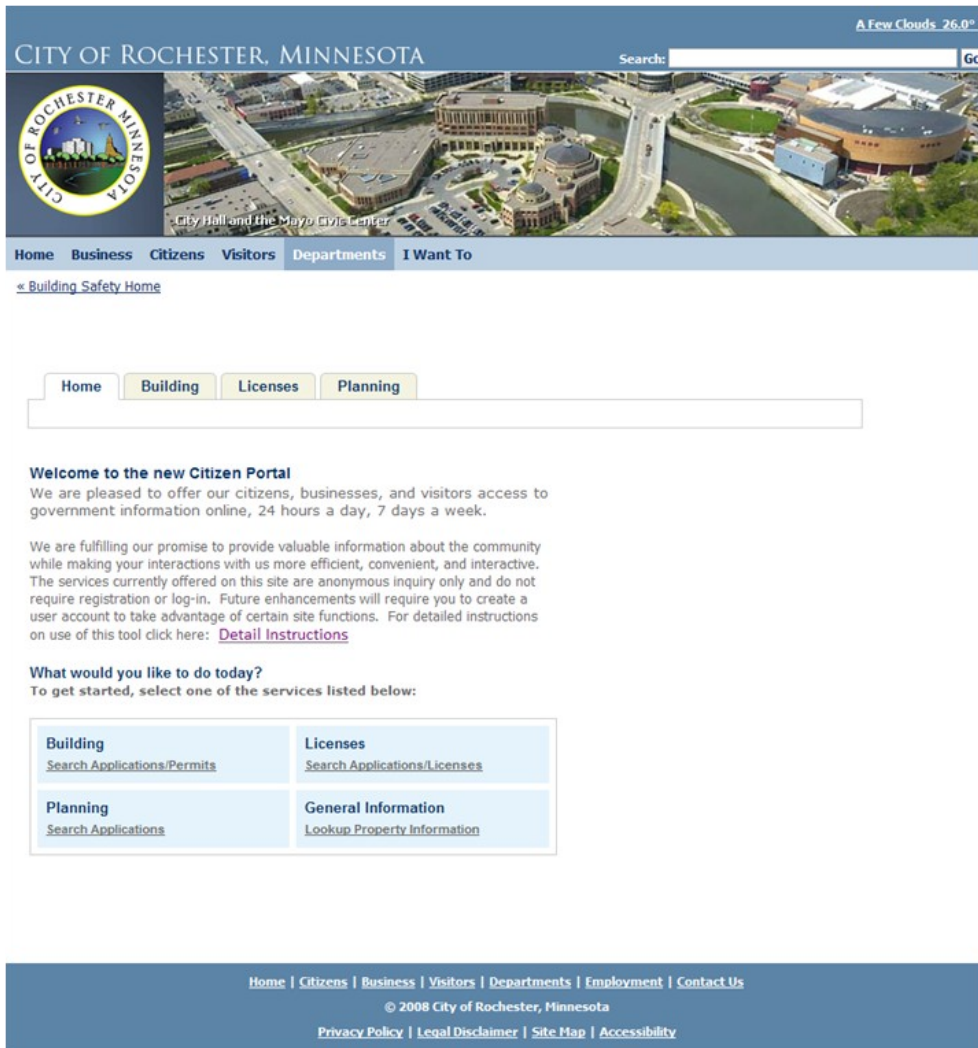 A Few Clouds 26.0°
CITY OF ROCHESTER, MINNESOTA
Search:
CITY OF ROCHESTER MINNESOTA
City Hall and the Mayo Civic Center
Home Business Citizens Visitors Departments I Want To
« Building Safety Home
Home Building Licenses Planning
Welcome to the new Citizen Portal
We are pleased to offer our citizens, businesses, and visitors access to
government information online, 24 hours a day, 7 days a week.
We are fulfilling our promise to provide valuable information about the community
while making your interactions with us more efficient, convenient, and interactive.
The services currently offered on this site are anonymous inquiry only and do not
require registration or log-in. Future enhancements will require you to create a
user account to take advantage of certain site functions. For detailed instructions
on use of this tool click here: Detail Instructions
What would you like to do today?
To get started, select one of the services listed below:
Building
Search Applications/Permits
Licenses
Search Applications/Licenses
Planning
Search Applications
General Information
Lookup Property Information
Home | Citizens | Business | Visitors | Departments | Employment | Contact Us
© 2008 City of Rochester, Minnesota
Privacy Policy | Legal Disclaimer | Site Map | Accessibility